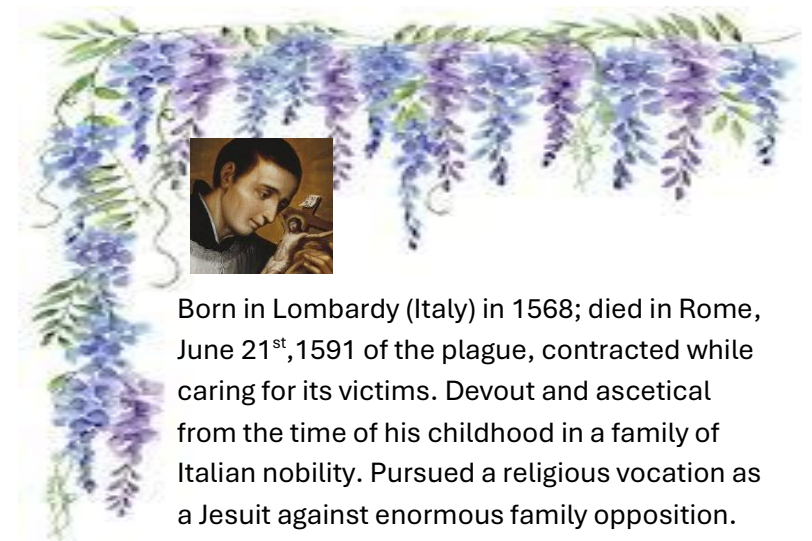 Born in Lombardy (Italy) in 1568; died in Rome,
June 21st,1591 of the plague, contracted while
caring for its victims. Devout and ascetical
from the time of his childhood in a family of
Italian nobility. Pursued a religious vocation as
a Jesuit against enormous family opposition.